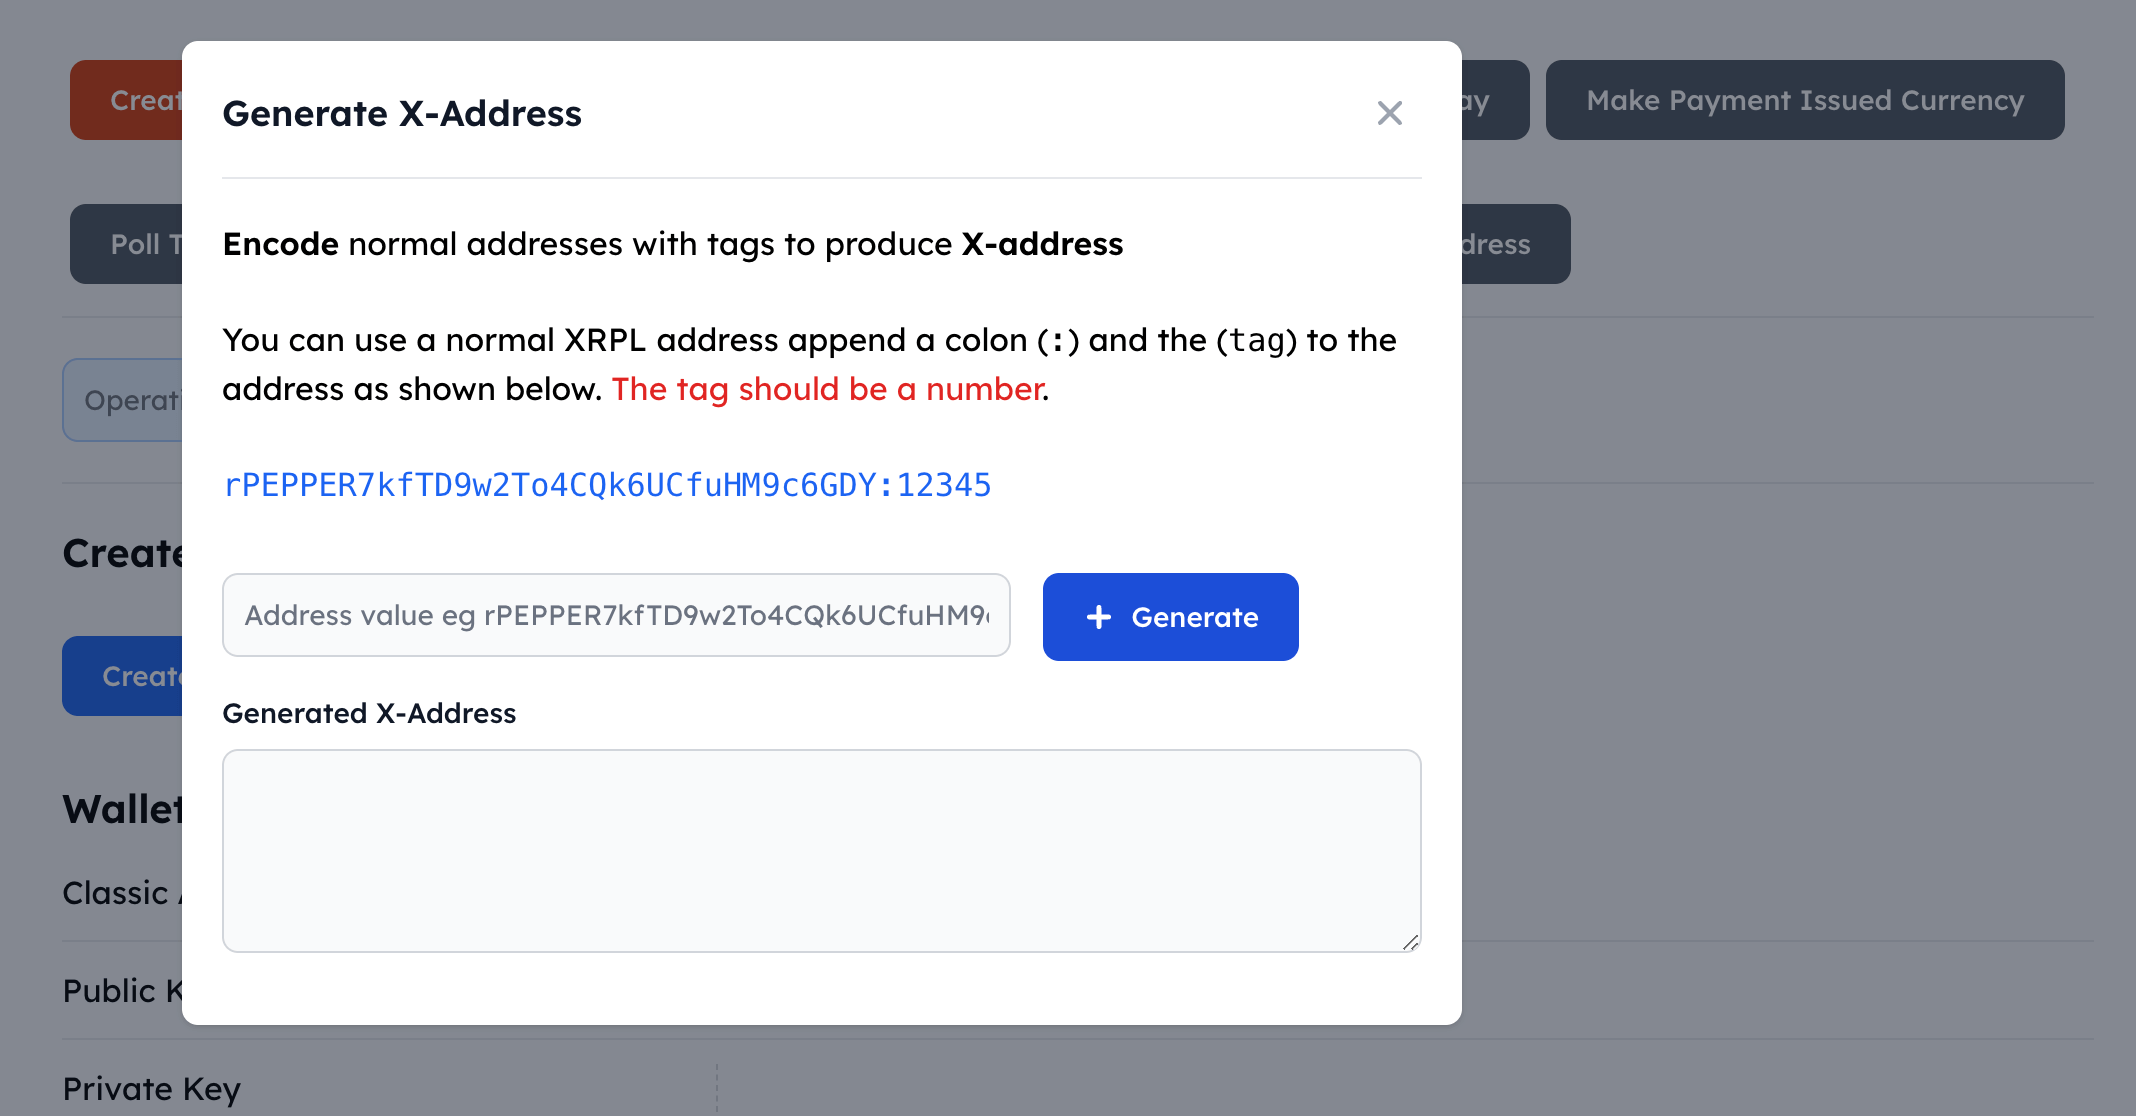 Generate X-Address
ay
Make Payment Issued Currency
Creat
Poll T
dress
Encode normal addresses with tags to produce X-address
You can use a normal XRPL address append a colon (:) and the (tag) to the
address as shown below. The tag should be a number.
Operati
rPEPPER7kfTD9w2To4CQk6UCfuHM9c6GDY:12345
Create
Address value eg rPEPPER7kfTD9w2To4CQk6UCfuHM9
Generate
Create
Generated X-Address
Wallet
Classic
Public K
Private Key